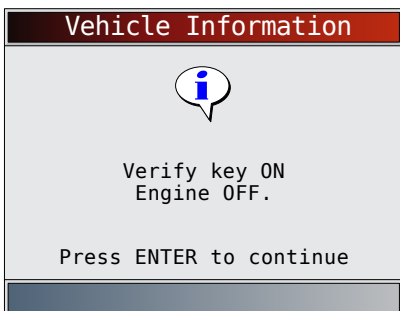 Vehicle Information
i
Verify key ON
Engine OFF.
Press ENTER to continue